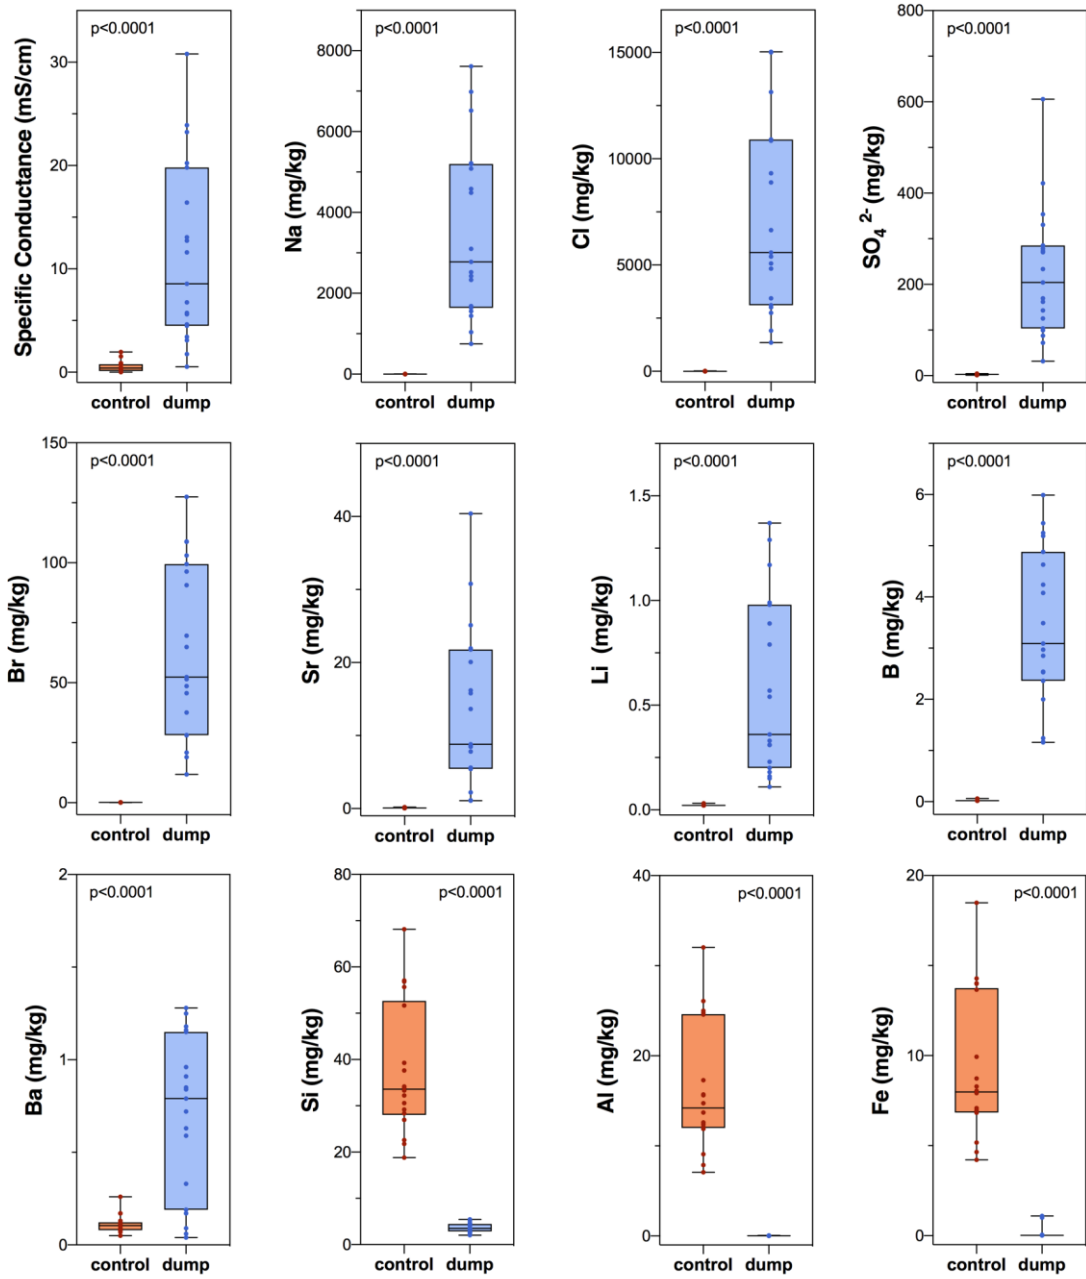 p<0.0001
Specific Conductance (mS/cm)
30
20
10
0
control dump
p<0.0001
Na (mg/kg)
8000
6000
4000
2000
0
control dump
p<0.0001
Cl (mg/kg)
15000
10000
5000
0
control dump
p<0.0001
SO₄ ²⁻ (mg/kg)
800
600
400
200
0
control dump
p<0.0001
Br (mg/kg)
150
100
50
0
control dump
p<0.0001
Sr (mg/kg)
40
20
0
control dump
p<0.0001
Li (mg/kg)
1.5
1.0
0.5
0.0
control dump
p<0.0001
B (mg/kg)
6
4
2
0
control dump
p<0.0001
Ba (mg/kg)
2
1
0
control dump
p<0.0001
Si (mg/kg)
80
60
40
20
0
control dump
p<0.0001
Al (mg/kg)
40
20
0
control dump
p<0.0001
Fe (mg/kg)
20
10
0
control dump